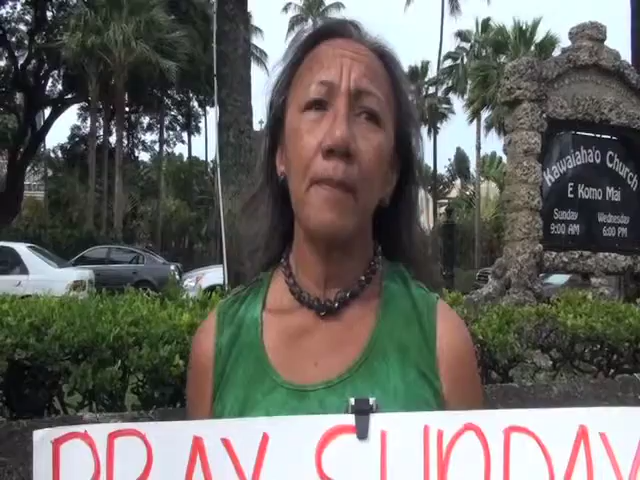 Kawaiaha'o Church
E Komo Mai
Sunday Wednesday
9:00 AM 6:00 PM
PRAY SUNDAY